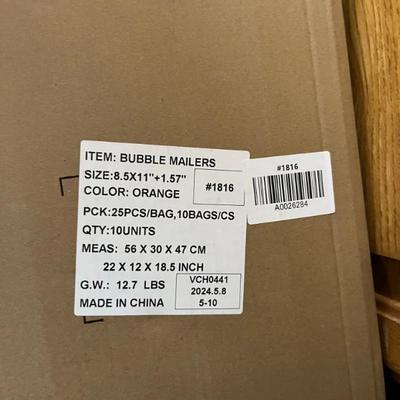 ITEM: BUBBLE MAILERS
SIZE:8.5X11"+1.57"
COLOR: ORANGE
#1816
PCK:25PCS/BAG,10BAGS/CS
QTY:10UNITS
MEAS: 56 X 30 X 47 CM
22 X 12 X 18.5 INCH
G.W.: 12.7 LBS
MADE IN CHINA
VCH0441
2024.5.8
5-10
#1816
A0026284